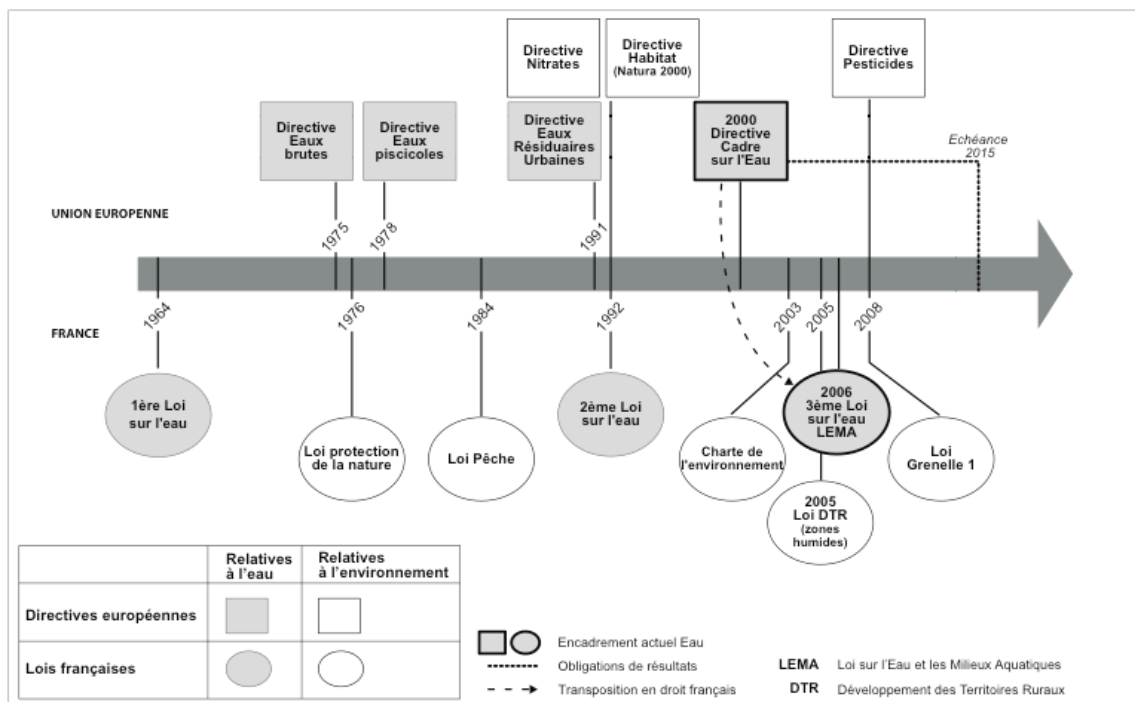 Directive
Nitrates
Directive
Habitat
(Natura 2000)
Directive
Pesticides
Directive
Eaux
brutes
Directive
Eaux
piscicoles
Directive
Eaux
Résiduaires
Urbaines
2000
Directive
Cadre
sur l'Eau
Echéance
2015
UNION EUROPENNE
1975
1978
1991
FRANCE
1964
1976
1984
1992
2003
2005
2008
1ère Loi
sur l'eau
Loi protection
de la nature
Loi Pêche
2ème Loi
sur l'eau
Charte de
l'environnement
2006
3ème Loi
sur l'eau
LEMA
Loi
Grenelle 1
2005
Loi DTR
(zones
humides)
Relatives
à l'eau
Relatives
à l'environnement
Directives européennes
Lois françaises
Encadrement actuel Eau
Obligations de résultats
Transposition en droit français
LEMA Loi sur l'Eau et les Milieux Aquatiques
DTR Développement des Territoires Ruraux